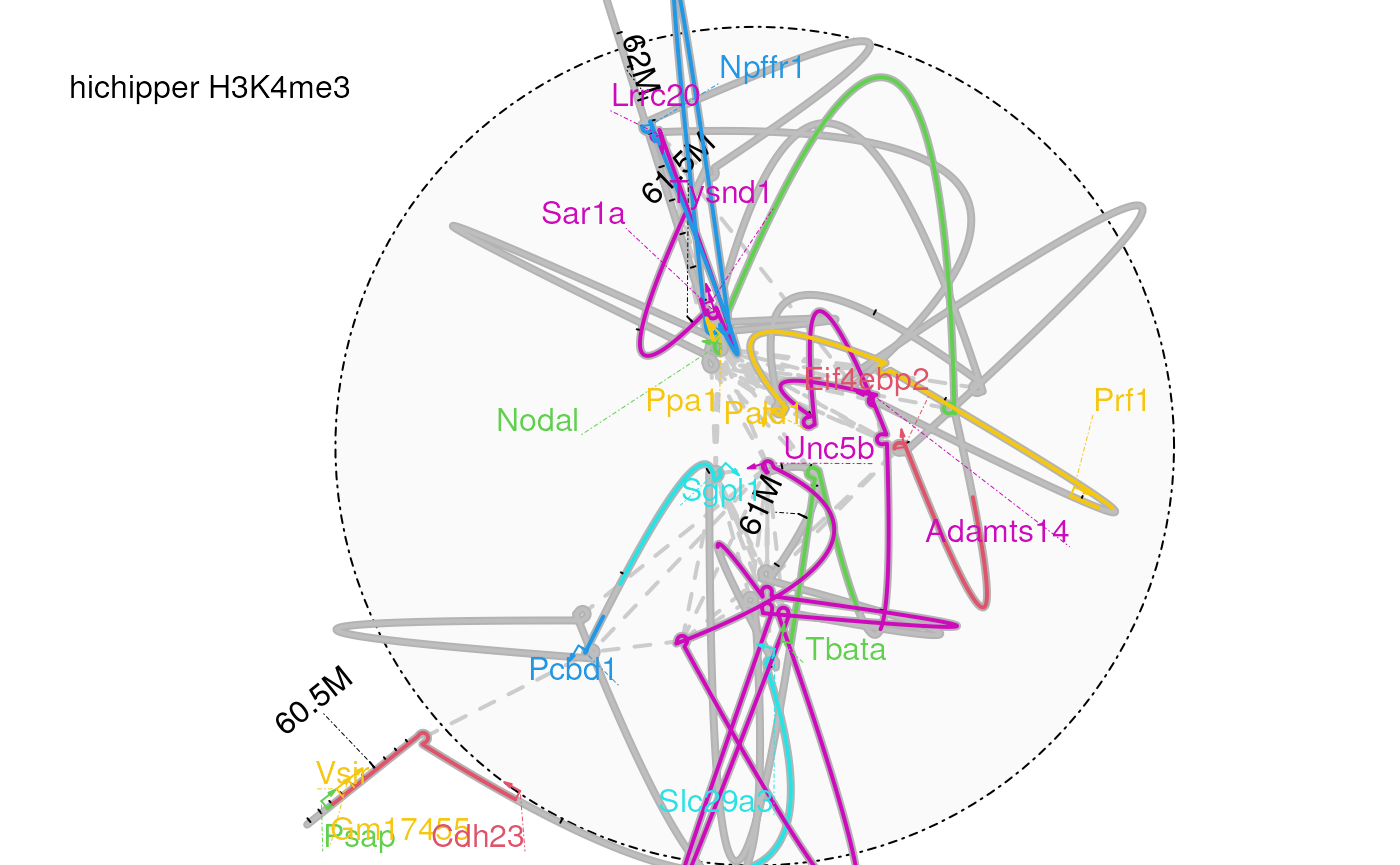 62M
Npffr1
hichipper H3K4me3
Lrrc20
61.5M
Tysnd1
Sar1a
Eif4ebp2
Ppa1
Prf1
Pald1
Nodal
Unc5b
Sgpl1
61M
Adamts14
Tbata
Pcbd1
60.5M
Vsir
Slc29a3
Gm17455
Psap
Cdh23